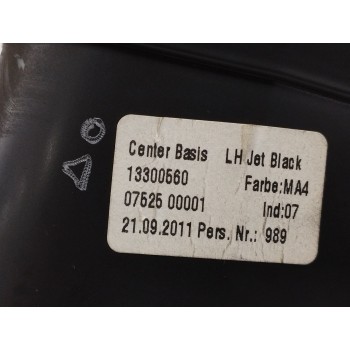 Center Basis LH Jet Black
13300560 Farbe:MA4
07525 00001 Ind:07
21.09.2011 Pers. Nr.: 989